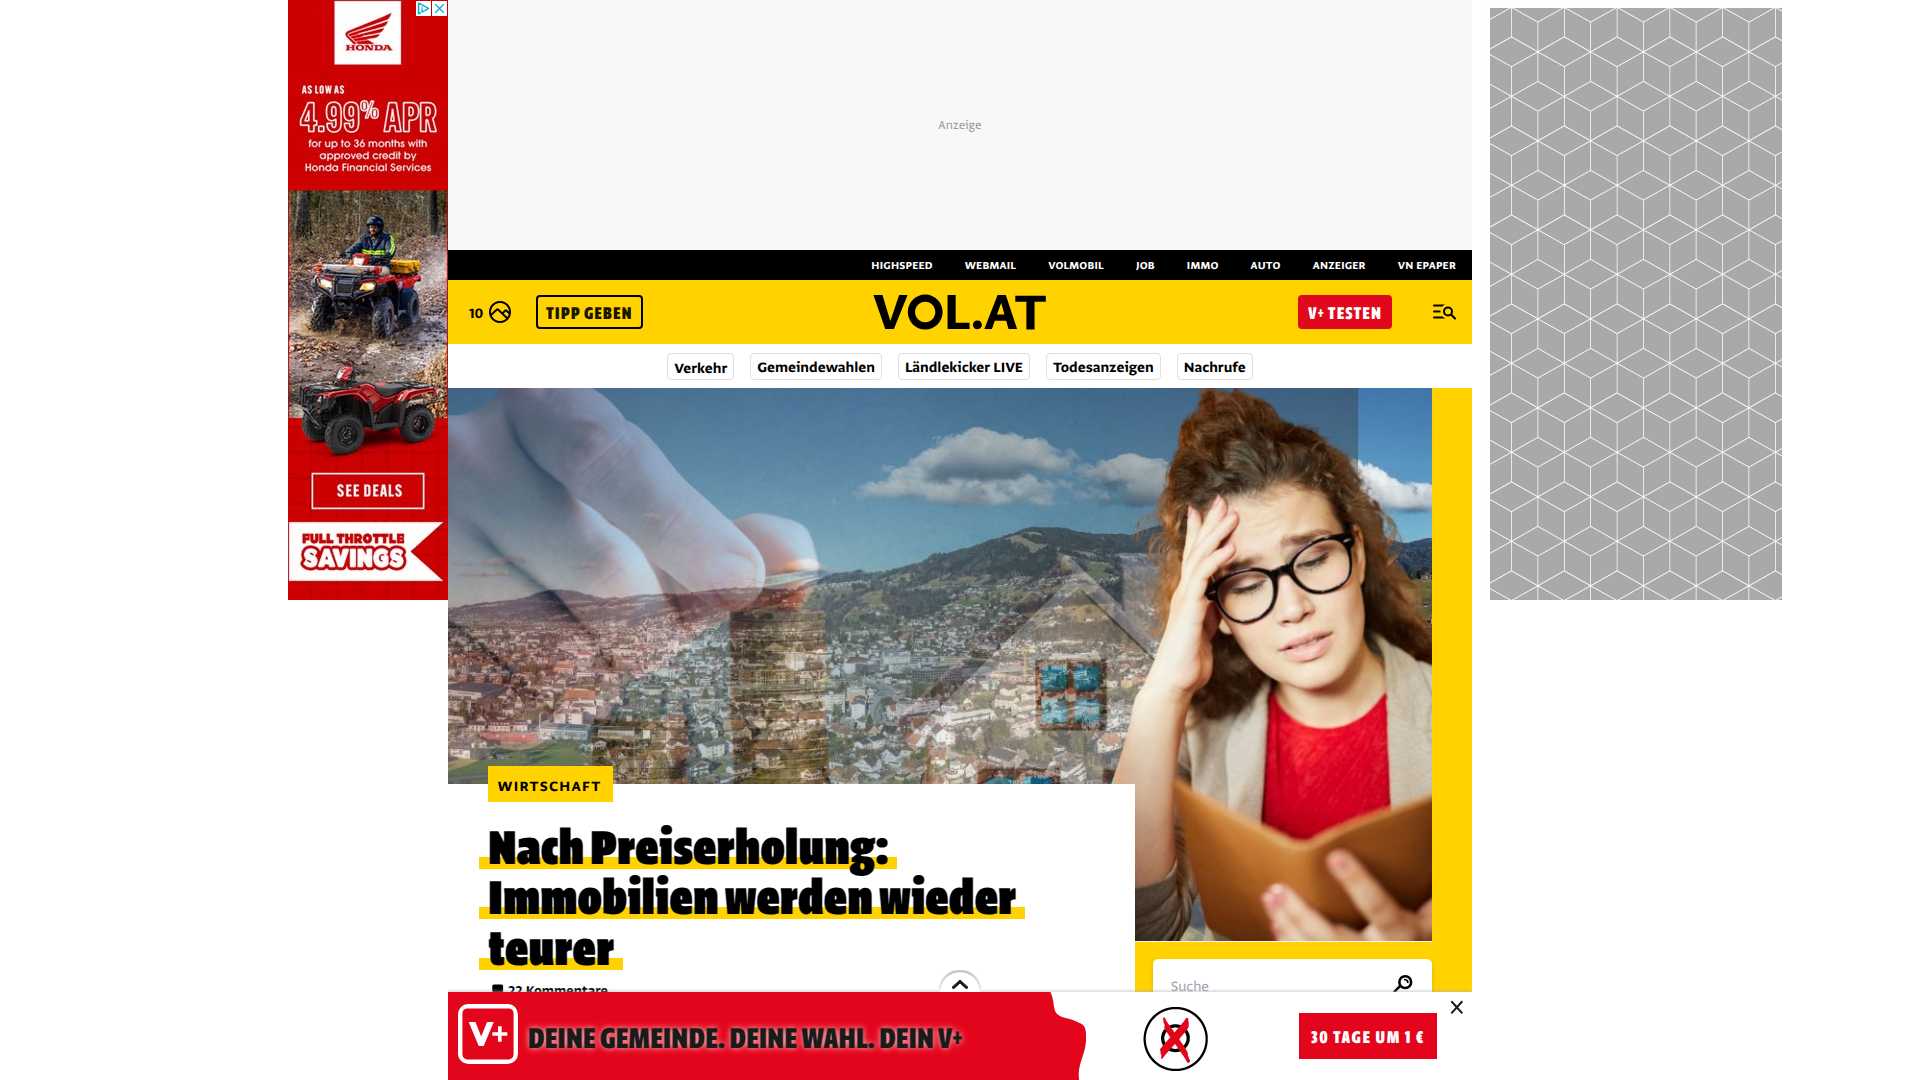 HONDA
AS LOW AS
4.99% APR
for up to 36 months with
approved credit by
Honda Financial Services
SEE DEALS
FULL THROTTLE
SAVINGS
Anzeige
HIGHSPEED WEBMAIL VOLMOBIL JOB IMMO AUTO ANZEIGER VN EPAPER
10 TIPP GEBEN VOL.AT V+ TESTEN
Verkehr Gemeindewahlen Ländlekicker LIVE Todesanzeigen Nachrufe
WIRTSCHAFT
Nach Preiserholung:
Immobilien werden wieder
teurer
22 Kommentare
Suche
V+ DEINE GEMEINDE. DEINE WAHL. DEIN V+
30 TAGE UM 1 €